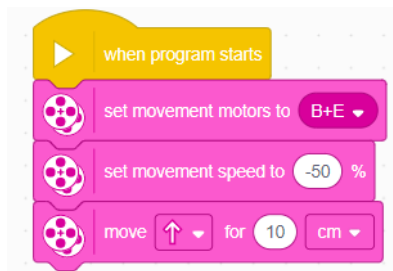 when program starts
set movement motors to B+E
set movement speed to -50 %
move for 10 cm